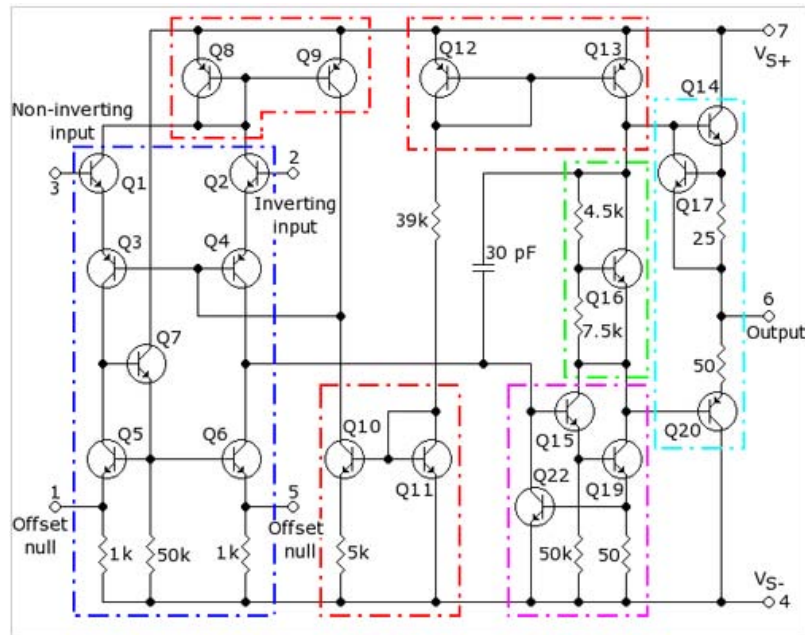 7
V_S+
Q8
Q9
Q12
Q13
Q14
Non-inverting
input
3
Q1
2
Q2
Inverting
input
Q17
4.5k
25
39k
Q3
Q4
30 pF
Q16
6
Output
7.5k
Q7
50
Q5
Q6
Q10
Q11
Q15
Q20
Q22
Q19
1
Offset
null
5
Offset
null
1k
50k
1k
5k
50k
50
V_S-
4